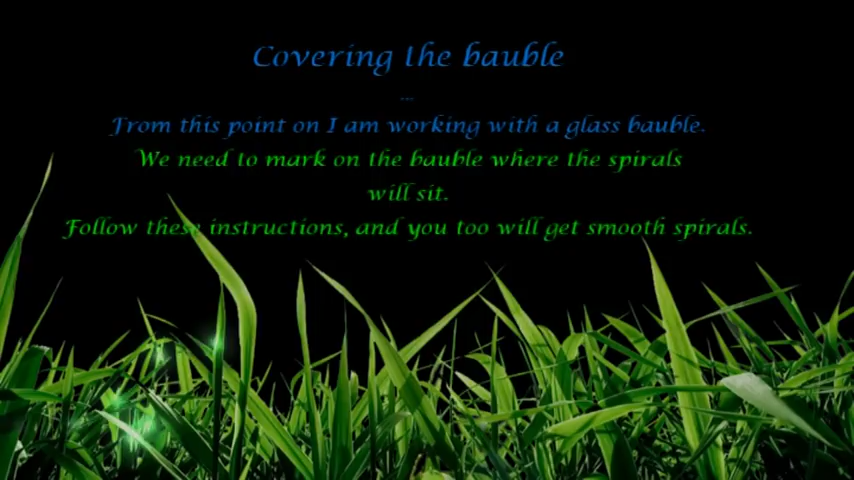 Covering the bauble
...
From this point on I am working with a glass bauble.
We need to mark on the bauble where the spirals
will sit.
Follow these instructions, and you too will get smooth spirals.